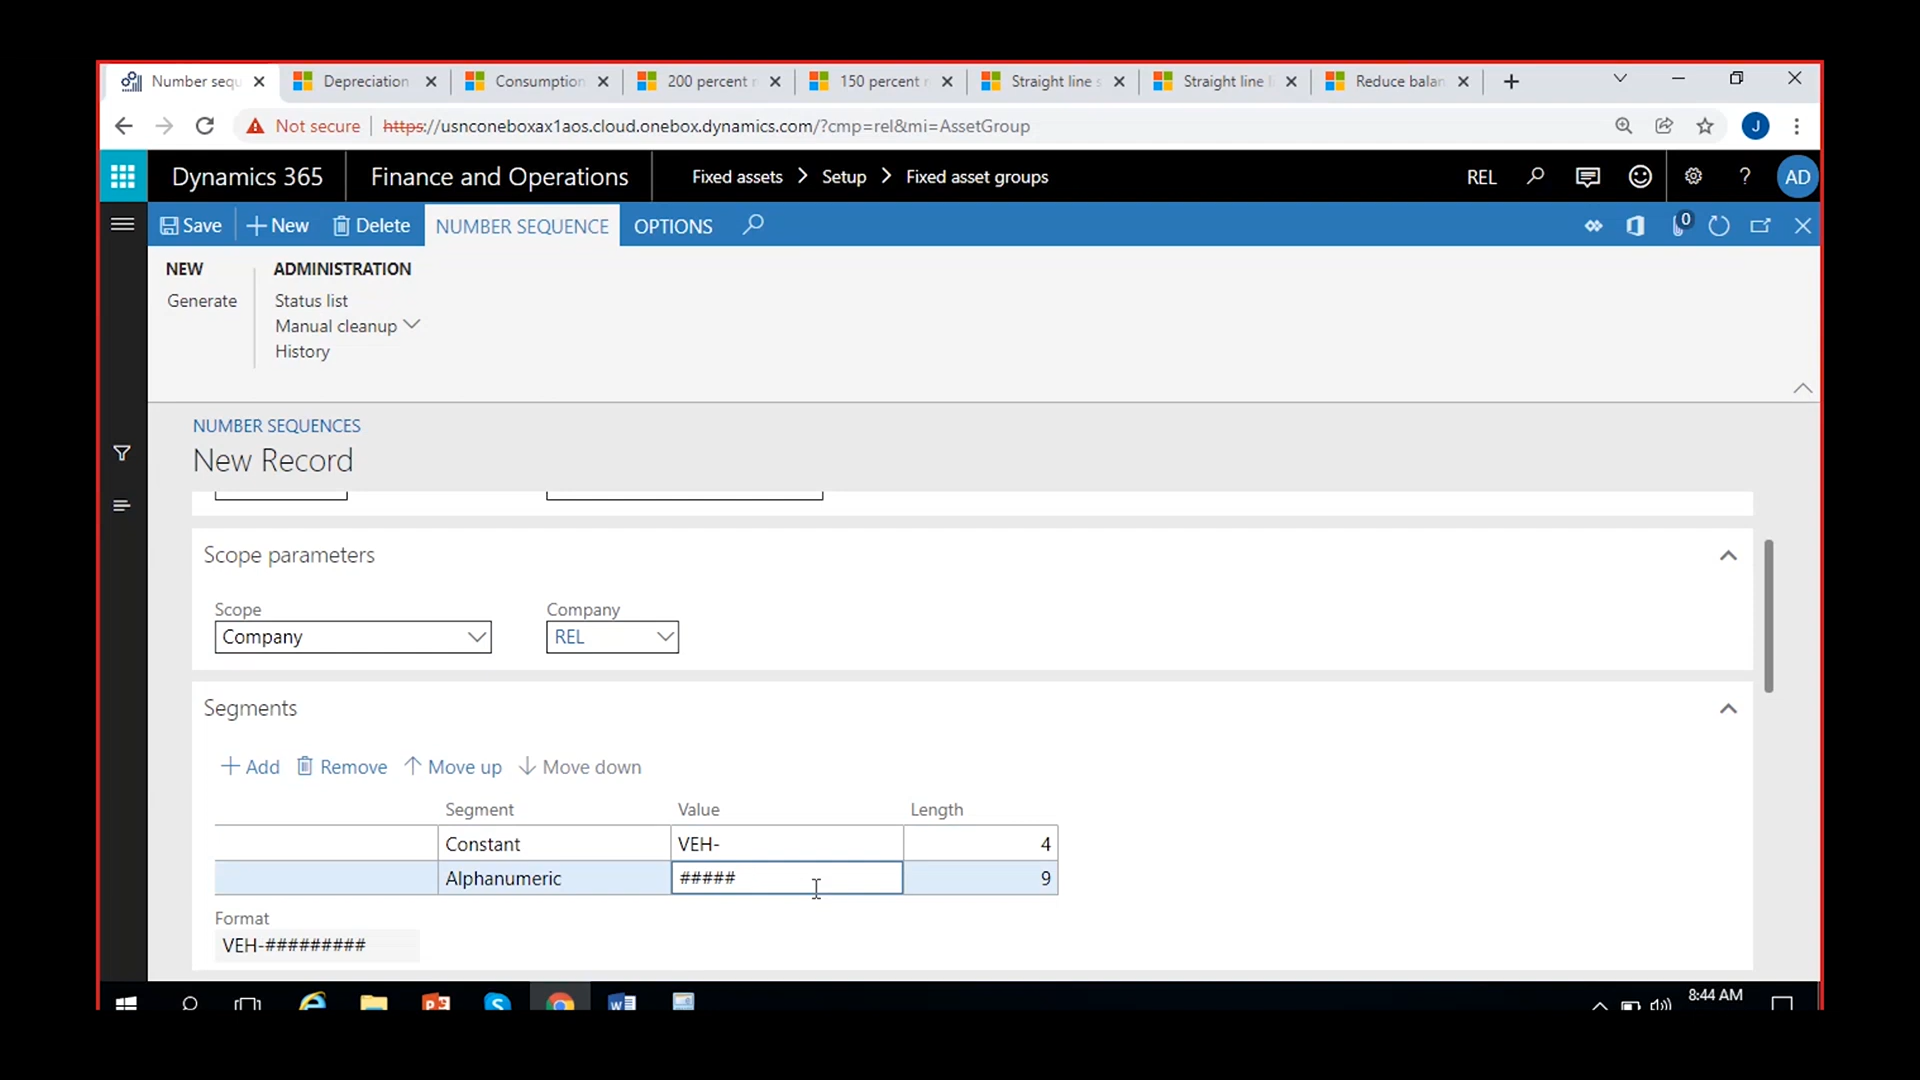 Number sequ
Depreciation
Consumption
200 percent r
150 percent r
Straight line s
Straight line l
Reduce balan
Not secure
https://usnconeboxax1aos.cloud.onebox.dynamics.com/?cmp=rel&mi=AssetGroup
J
Dynamics 365
Finance and Operations
Fixed assets > Setup > Fixed asset groups
REL
?
AD
Save
New
Delete
NUMBER SEQUENCE
OPTIONS
0
NEW
ADMINISTRATION
Generate
Status list
Manual cleanup
History
NUMBER SEQUENCES
New Record
Scope parameters
Scope
Company
Company
REL
Segments
+ Add
Remove
Move up
Move down
Segment
Value
Length
Constant
VEH-
4
Alphanumeric
#####
9
Format
VEH-#########
8:44 AM